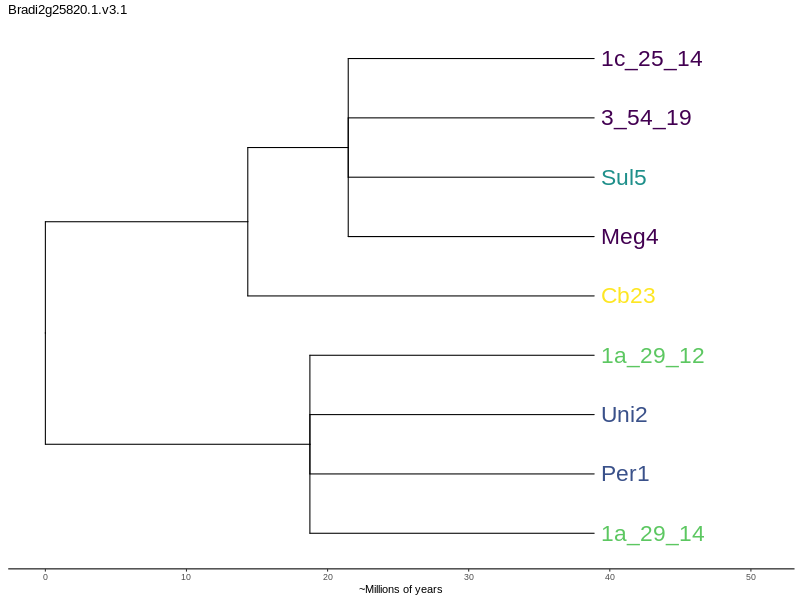 Bradi2g25820.1.v3.1
1c_25_14
3_54_19
Sul5
Meg4
Cb23
1a_29_12
Uni2
Per1
1a_29_14
0 10 20 30 40 50
~Millions of years